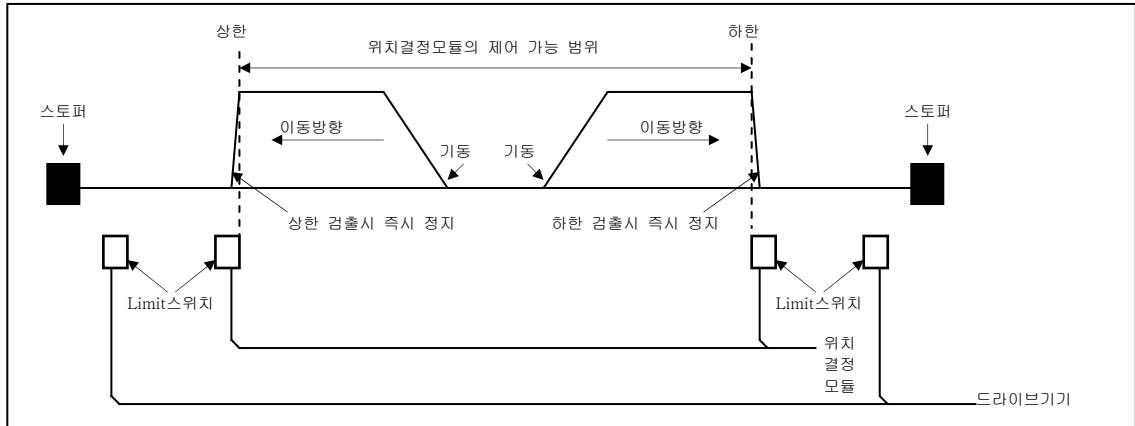 상한
하한
위치결정모듈의 제어 가능 범위
스토퍼
스토퍼
이동방향
이동방향
기동
기동
상한 검출시 즉시 정지
하한 검출시 즉시 정지
Limit스위치
Limit스위치
위치
결정
모듈
드라이브기기